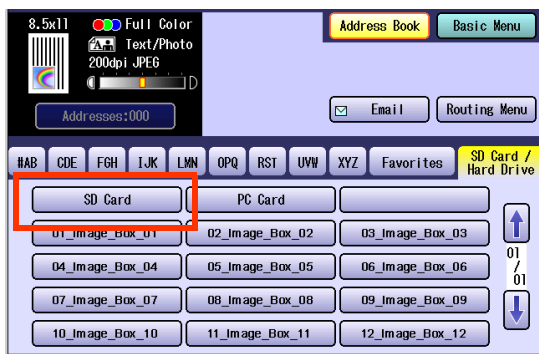 8.5x11 Full Color
Text/Photo
200dpi JPEG
D
Addresses:000
Address Book Basic Menu
Email Routing Menu
#AB CDE FGH IJK LMN OPQ RST UVW XYZ Favorites SD Card / Hard Drive
SD Card PC Card
01_Image_Box_01 02_Image_Box_02 03_Image_Box_03
04_Image_Box_04 05_Image_Box_05 06_Image_Box_06
07_Image_Box_07 08_Image_Box_08 09_Image_Box_09
10_Image_Box_10 11_Image_Box_11 12_Image_Box_12
01
/
01